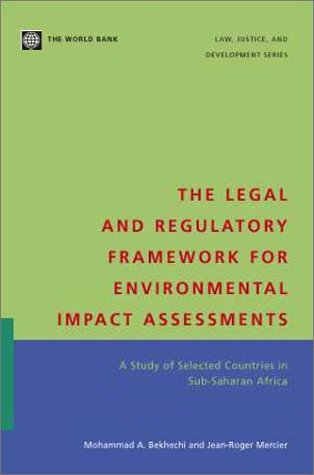 THE WORLD BANK
LAW, JUSTICE, AND
DEVELOPMENT SERIES
THE LEGAL
AND REGULATORY
FRAMEWORK FOR
ENVIRONMENTAL
IMPACT ASSESSMENTS
A Study of Selected Countries in
Sub-Saharan Africa
Mohammad A. Bekhechi and Jean-Roger Mercier